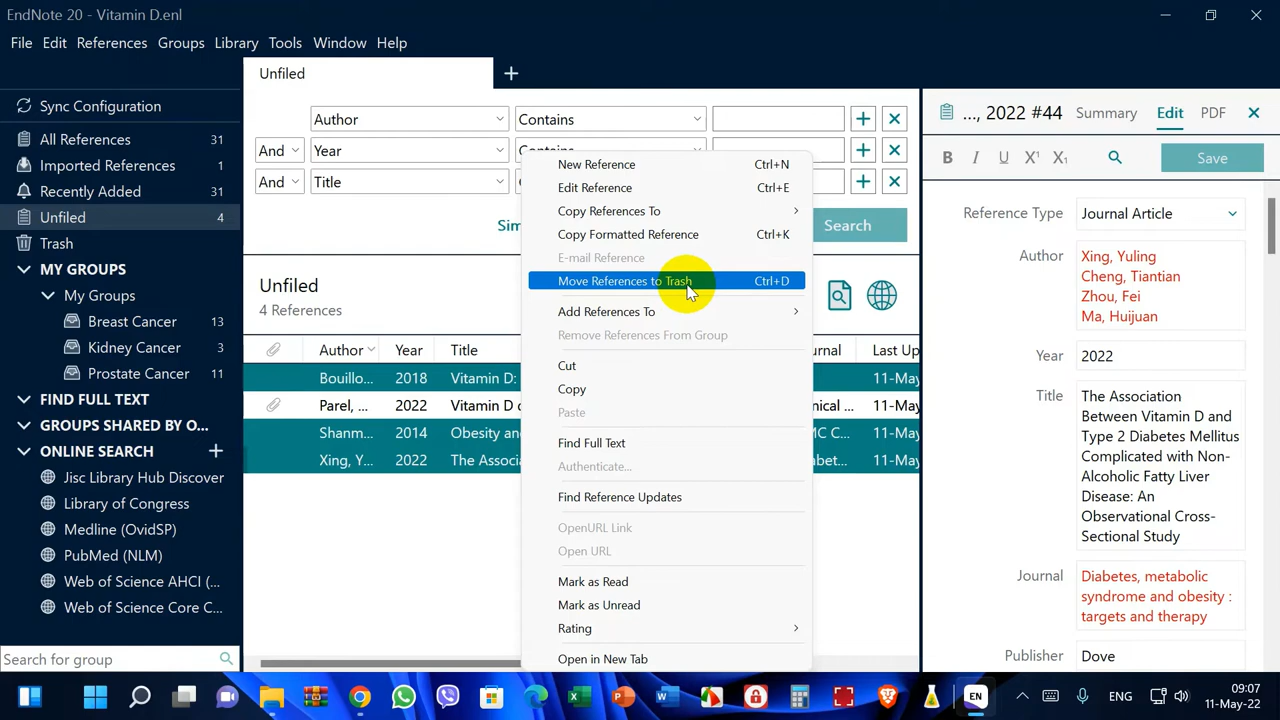 EndNote 20 - Vitamin D.enl
File Edit References Groups Library Tools Window Help
Sync Configuration
All References 31
Imported References
Recently Added
Unfiled 4
Trash
MY GROUPS
My Groups
Breast Cancer 13
Kidney Cancer 3
Prostate Cancer 11
FIND FULL TEXT
GROUPS SHARED BY O...
ONLINE SEARCH +
Jisc Library Hub Discover
Library of Congress
Medline (OvidSP)
PubMed (NLM)
Web of Science AHCI (...
Web of Science Core C...
Search for group
Unfiled +
Author Contains
And Year Contains
And Title
Sim Search
Unfiled
4 References
Author Year Title Last Up
Bouillo... 2018 Vitamin D: 11-May
Parel, ... 2022 Vitamin D 11-May
Shanm... 2014 Obesity an 11-May
Xing, Y... 2022 The Associa 11-May
New Reference Ctrl+N
Edit Reference Ctrl+E
Copy References To
Copy Formatted Reference Ctrl+K
E-mail Reference
Move References to Trash Ctrl+D
Add References To
Remove References From Group
Cut
Copy
Paste
Find Full Text
Authenticate...
Find Reference Updates
OpenURL Link
Open URL
Mark as Read
Mark as Unread
Rating
Open in New Tab
..., 2022 #44 Summary Edit PDF
B I U X¹ X₁ Save
Reference Type Journal Article
Author Xing, Yuling
Cheng, Tiantian
Zhou, Fei
Ma, Huijuan
Year 2022
Title The Association
Between Vitamin D and
Type 2 Diabetes Mellitus
Complicated with Non-
Alcoholic Fatty Liver
Disease: An
Observational Cross-
Sectional Study
Journal Diabetes, metabolic
syndrome and obesity :
targets and therapy
Publisher Dove
EN ENG 09:07
11-May-22